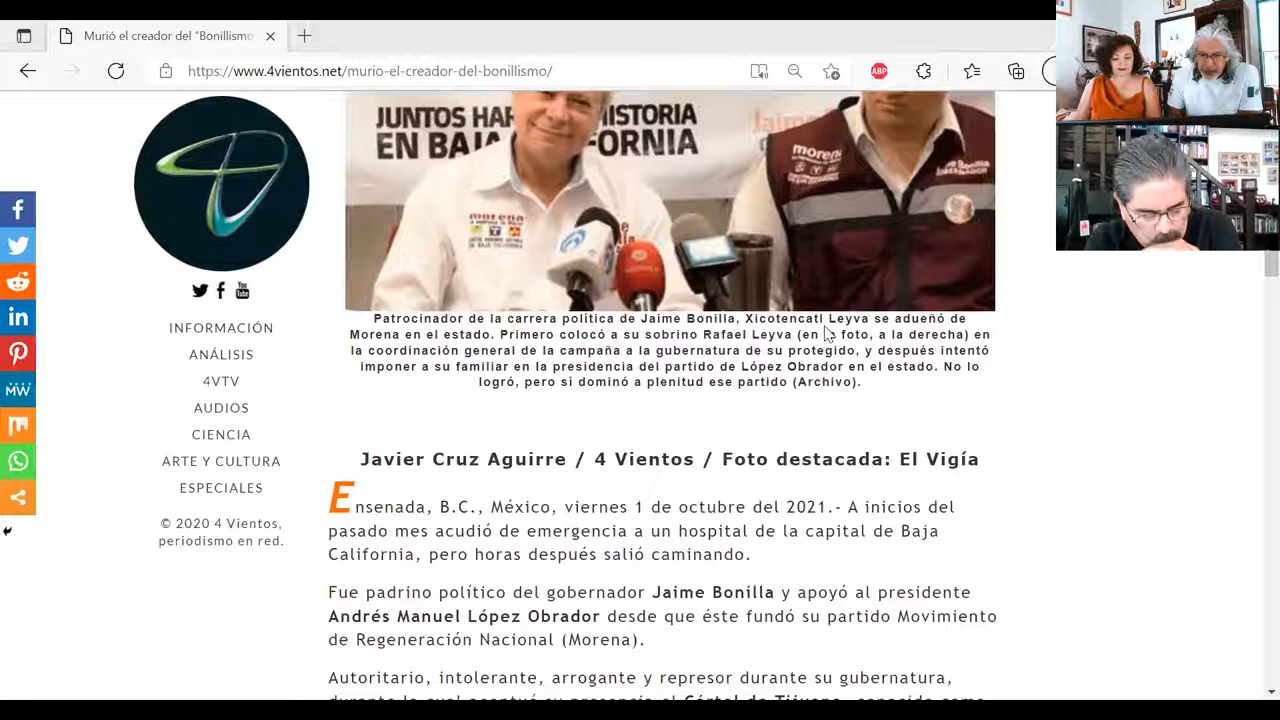 Murió el creador del "Bonillismo
https://www.4vientos.net/murio-el-creador-del-bonillismo/
ABP
JUNTOS HAR HISTORIA
EN BAJA CALIFORNIA
morena
morena
Jaime Bonilla
Patrocinador de la carrera política de Jaime Bonilla, Xicotencatl Leyva se adueñó de
Morena en el estado. Primero colocó a su sobrino Rafael Leyva (en foto, a la derecha) en
la coordinación general de la campaña a la gubernatura de su protegido, y después intentó
imponer a su familiar en la presidencia del partido de López Obrador en el estado. No lo
logró, pero sí dominó a plenitud ese partido (Archivo).
You
Tube
INFORMACIÓN
ANÁLISIS
4VTV
AUDIOS
CIENCIA
ARTE Y CULTURA
ESPECIALES
© 2020 4 Vientos,
periodismo en red.
MW
Javier Cruz Aguirre / 4 Vientos / Foto destacada: El Vigía
Ensenada, B.C., México, viernes 1 de octubre del 2021.- A inicios del
pasado mes acudió de emergencia a un hospital de la capital de Baja
California, pero horas después salió caminando.
Fue padrino político del gobernador Jaime Bonilla y apoyó al presidente
Andrés Manuel López Obrador desde que éste fundó su partido Movimiento
de Regeneración Nacional (Morena).
Autoritario, intolerante, arrogante y represor durante su gubernatura,